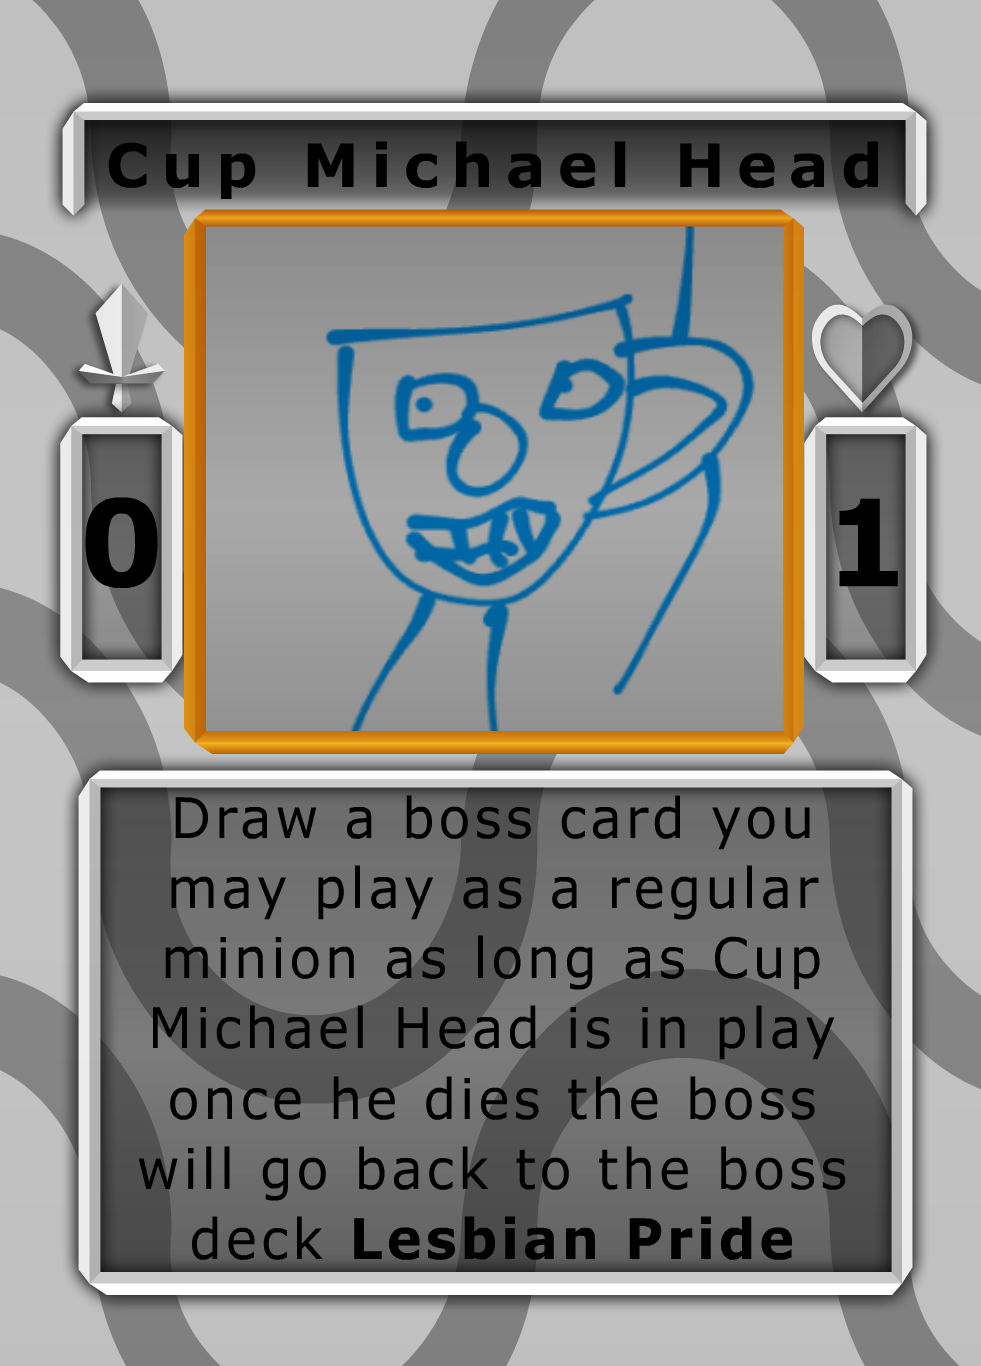 Cup Michael Head
0
1
Draw a boss card you
may play as a regular
minion as long as Cup
Michael Head is in play
once he dies the boss
will go back to the boss
deck Lesbian Pride